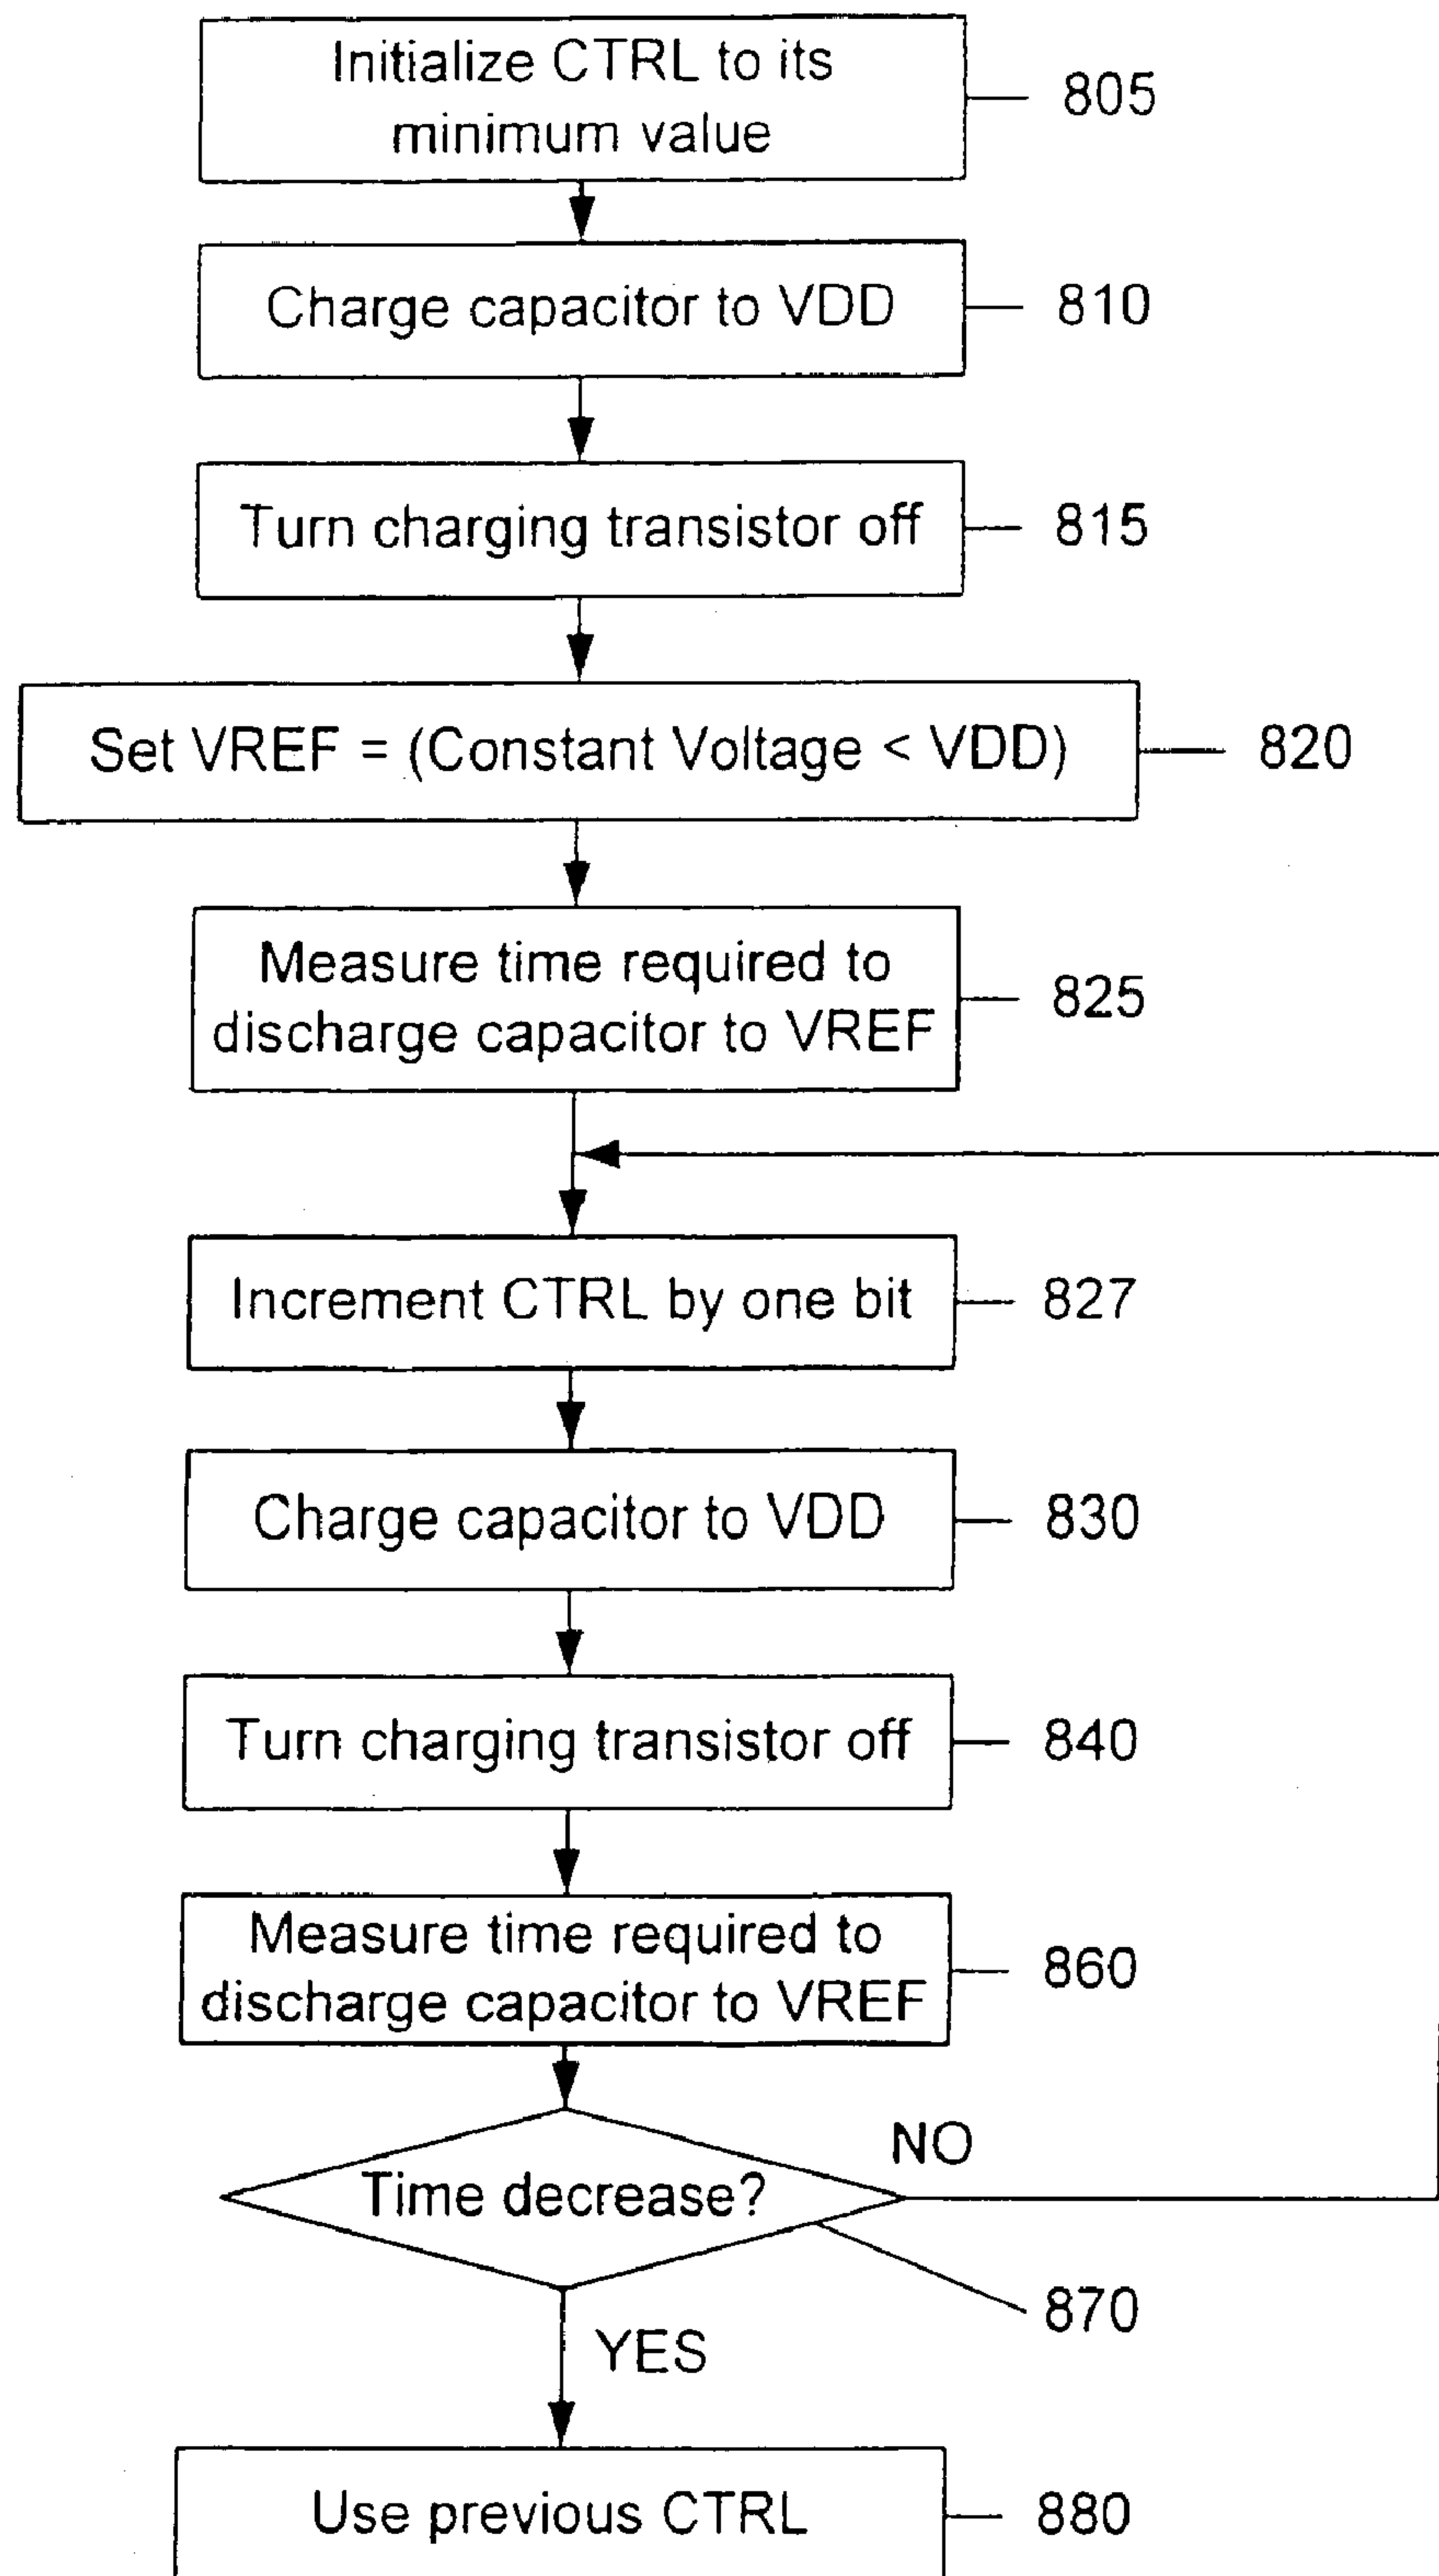 Initialize CTRL to its
minimum value
805
Charge capacitor to VDD
810
Turn charging transistor off
815
Set VREF = (Constant Voltage < VDD)
820
Measure time required to
discharge capacitor to VREF
825
Increment CTRL by one bit
827
Charge capacitor to VDD
830
Turn charging transistor off
840
Measure time required to
discharge capacitor to VREF
860
Time decrease?
NO
870
YES
Use previous CTRL
880